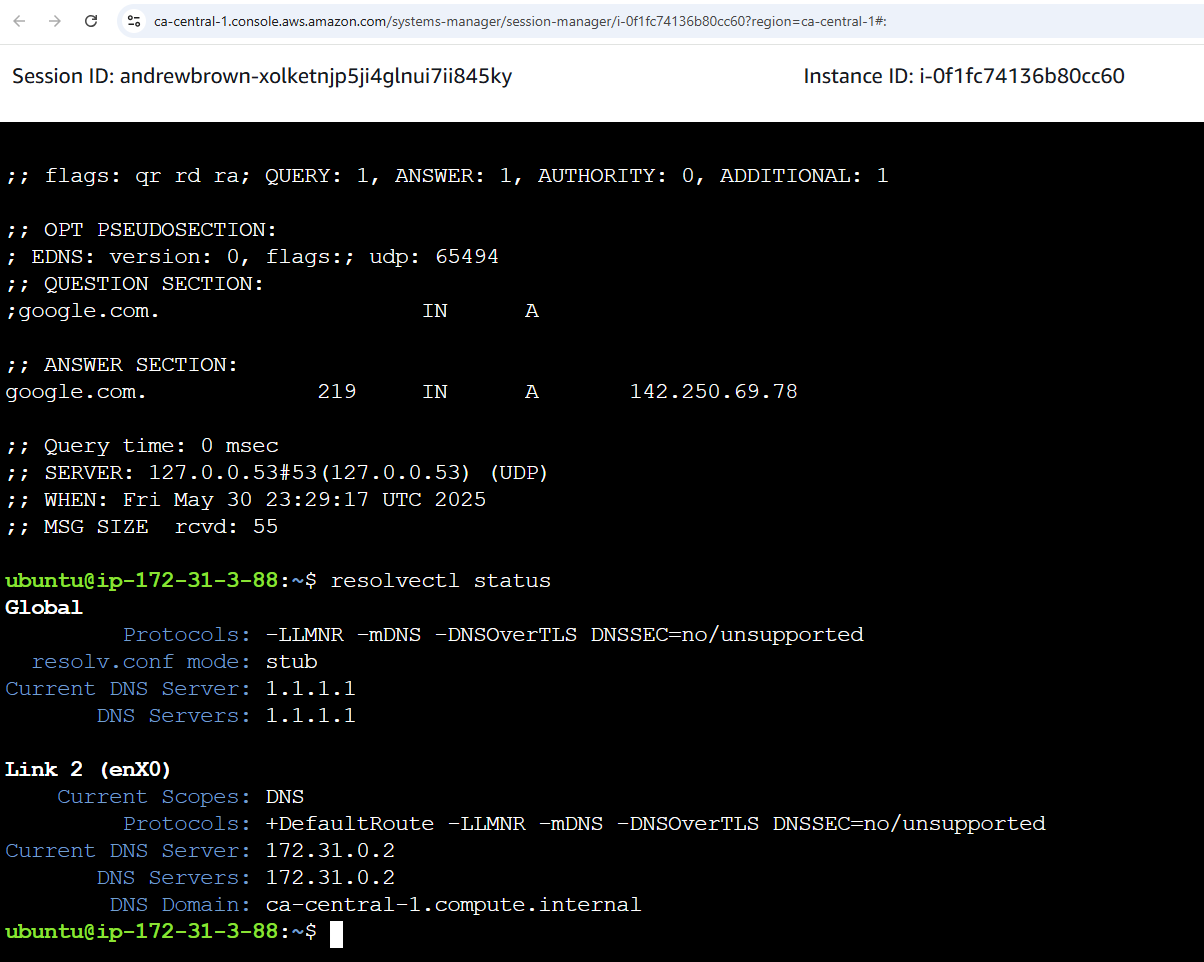 ca-central-1.console.aws.amazon.com/systems-manager/session-manager/i-0f1fc74136b80cc60?region=ca-central-1#:
Session ID: andrewbrown-xolketnjp5ji4glnui7ii845ky Instance ID: i-0f1fc74136b80cc60
;; flags: qr rd ra; QUERY: 1, ANSWER: 1, AUTHORITY: 0, ADDITIONAL: 1
;; OPT PSEUDOSECTION:
; EDNS: version: 0, flags:; udp: 65494
;; QUESTION SECTION:
;google.com. IN A
;; ANSWER SECTION:
google.com. 219 IN A 142.250.69.78
;; Query time: 0 msec
;; SERVER: 127.0.0.53#53(127.0.0.53) (UDP)
;; WHEN: Fri May 30 23:29:17 UTC 2025
;; MSG SIZE rcvd: 55
ubuntu@ip-172-31-3-88:~$ resolvectl status
Global
Protocols: -LLMNR -mDNS -DNSOverTLS DNSSEC=no/unsupported
resolv.conf mode: stub
Current DNS Server: 1.1.1.1
DNS Servers: 1.1.1.1
Link 2 (enX0)
Current Scopes: DNS
Protocols: +DefaultRoute -LLMNR -mDNS -DNSOverTLS DNSSEC=no/unsupported
Current DNS Server: 172.31.0.2
DNS Servers: 172.31.0.2
DNS Domain: ca-central-1.compute.internal
ubuntu@ip-172-31-3-88:~$